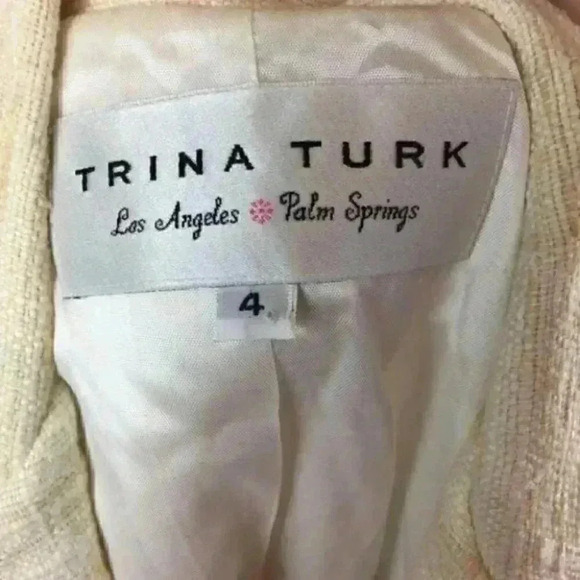 TRINA TURK
Los Angeles Palm Springs
4